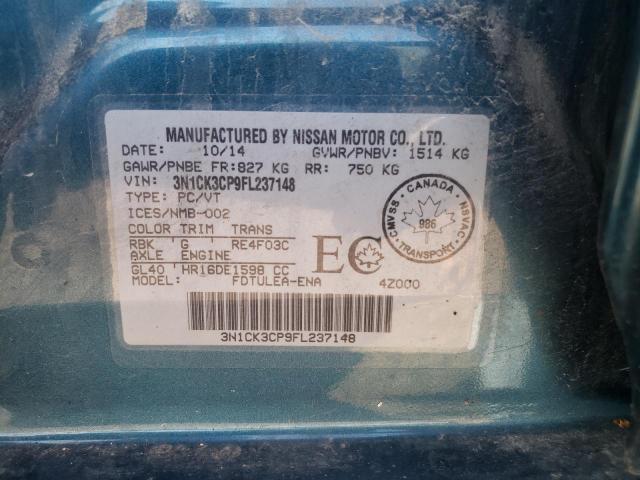 MANUFACTURED BY NISSAN MOTOR CO., LTD.
DATE: 10/14 GVWR/PNBV: 1514 KG
GAWR/PNBE FR:827 KG RR: 750 KG
VIN: 3N1CK3CP9FL237148
TYPE: PC/VT
ICES/NMB-002
COLOR TRIM TRANS
RBK G RE4F03C
AXLE ENGINE
GL40 HR16DE1598 CC
MODEL: FDTULEA-ENA 4Z000
EC
CMVSS CANADA NSVAC
986
TRANSPORT
3N1CK3CP9FL237148